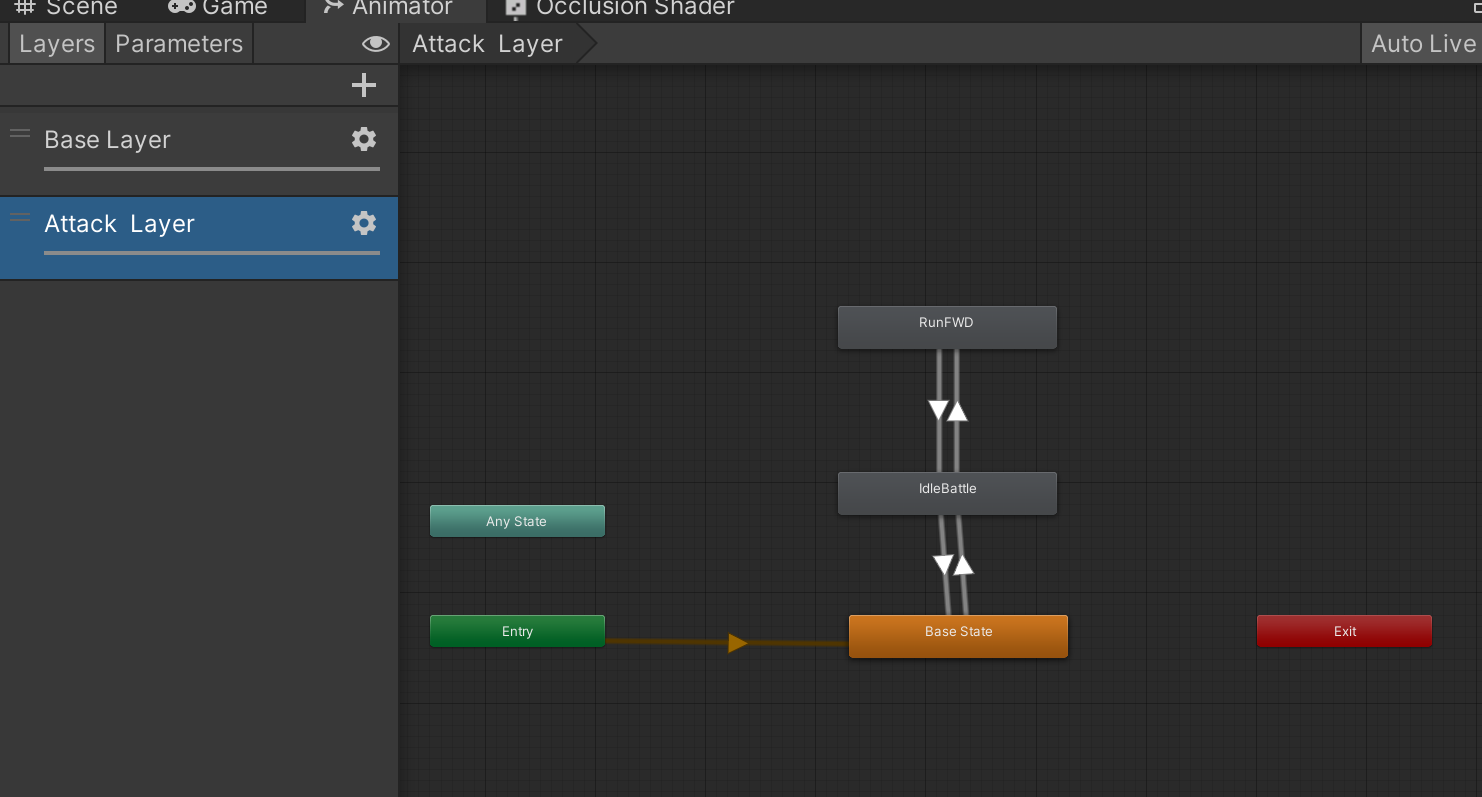 Scene Game Animator Occlusion Shader
Layers Parameters Attack  Layer Auto Live
Base Layer
Attack  Layer
RunFWD
IdleBattle
Any State
Entry
Base State
Exit